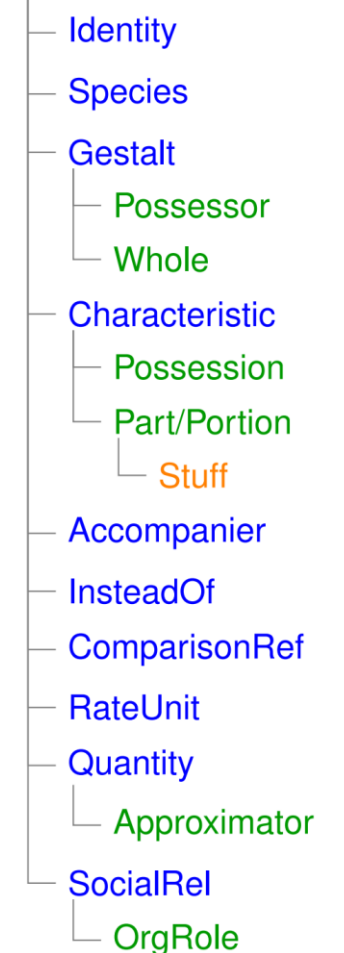 Identity
Species
Gestalt
Possessor
Whole
Characteristic
Possession
Part/Portion
Stuff
Accompanier
InsteadOf
ComparisonRef
RateUnit
Quantity
Approximator
SocialRel
OrgRole